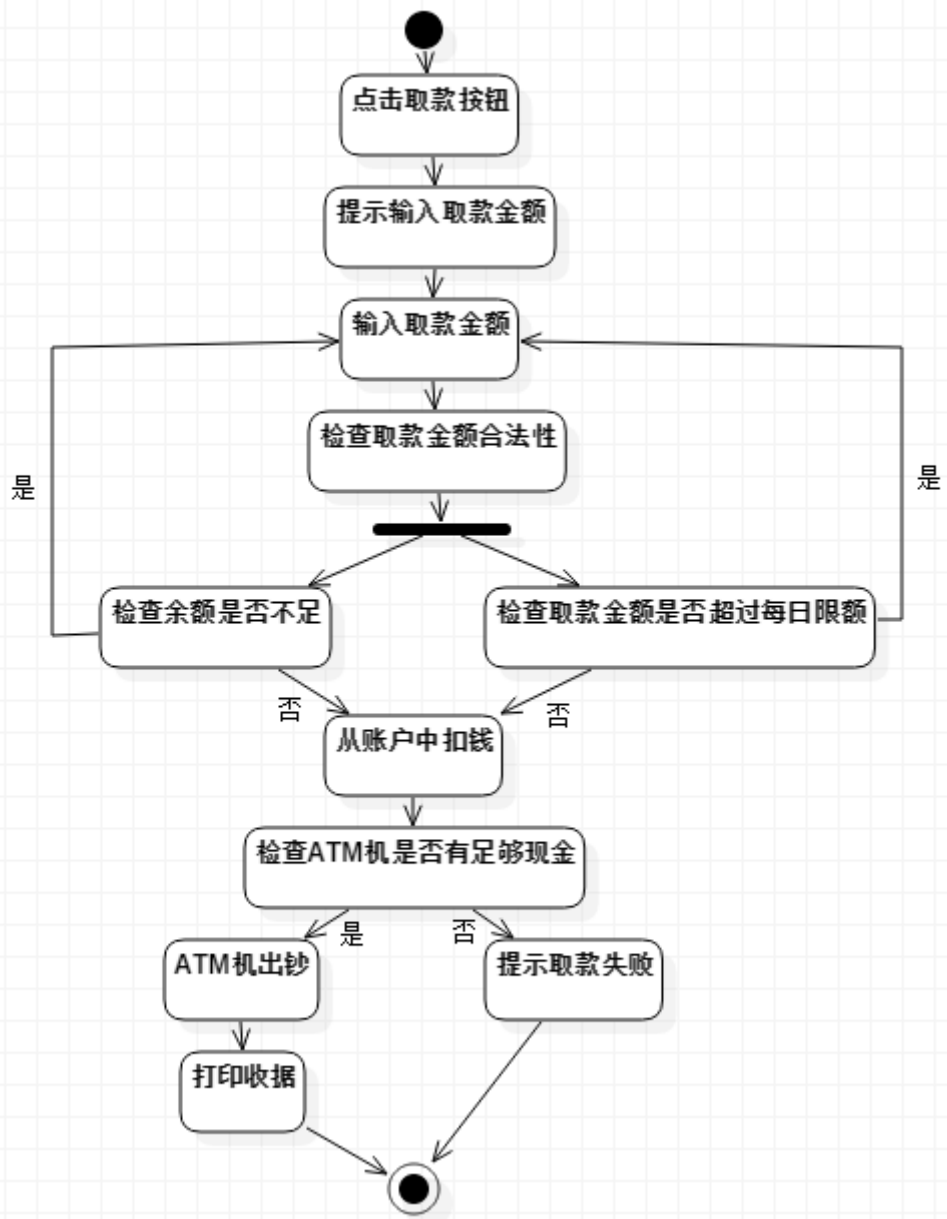 点击取款按钮
提示输入取款金额
输入取款金额
检查取款金额合法性
是
是
检查余额是否不足
检查取款金额是否超过每日限额
否
否
从账户中扣钱
检查ATM机是否有足够现金
是
否
ATM机出钞
提示取款失败
打印收据